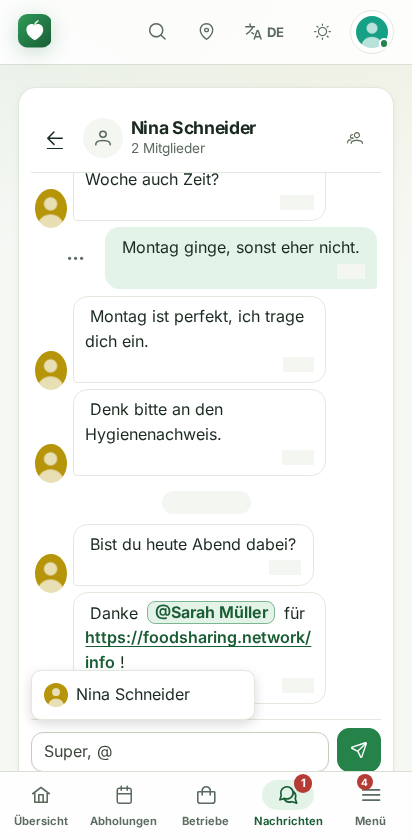 DE
Nina Schneider
2 Mitglieder
Woche auch Zeit?
Montag ginge, sonst eher nicht.
Montag ist perfekt, ich trage
dich ein.
Denk bitte an den
Hygienenachweis.
Bist du heute Abend dabei?
Danke @Sarah Müller für
https://foodsharing.network/
info !
Nina Schneider
Super, @
1
4
Übersicht Abholungen Betriebe Nachrichten Menü